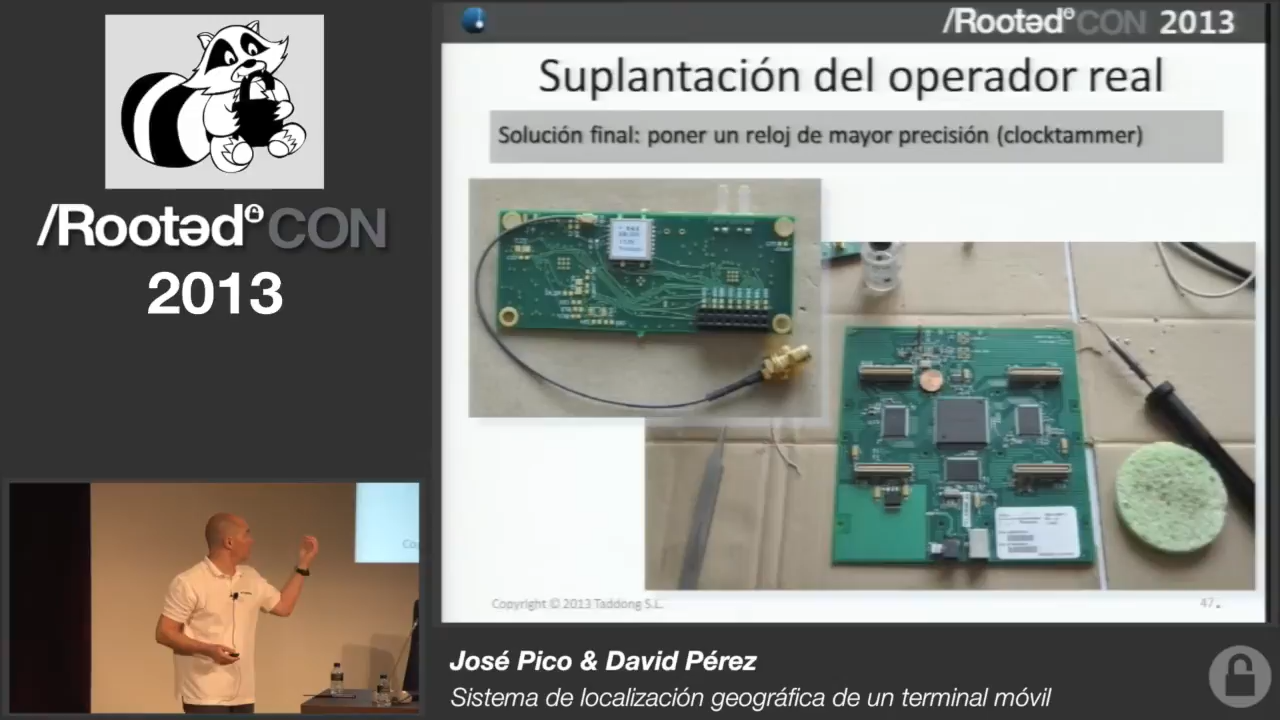 /Rootəd CON
2013
/Rootəd CON 2013
Suplantación del operador real
Solución final: poner un reloj de mayor precisión (clocktammer)
Copyright © 2013 Taddong S.L.
47
José Pico & David Pérez
Sistema de localización geográfica de un terminal móvil